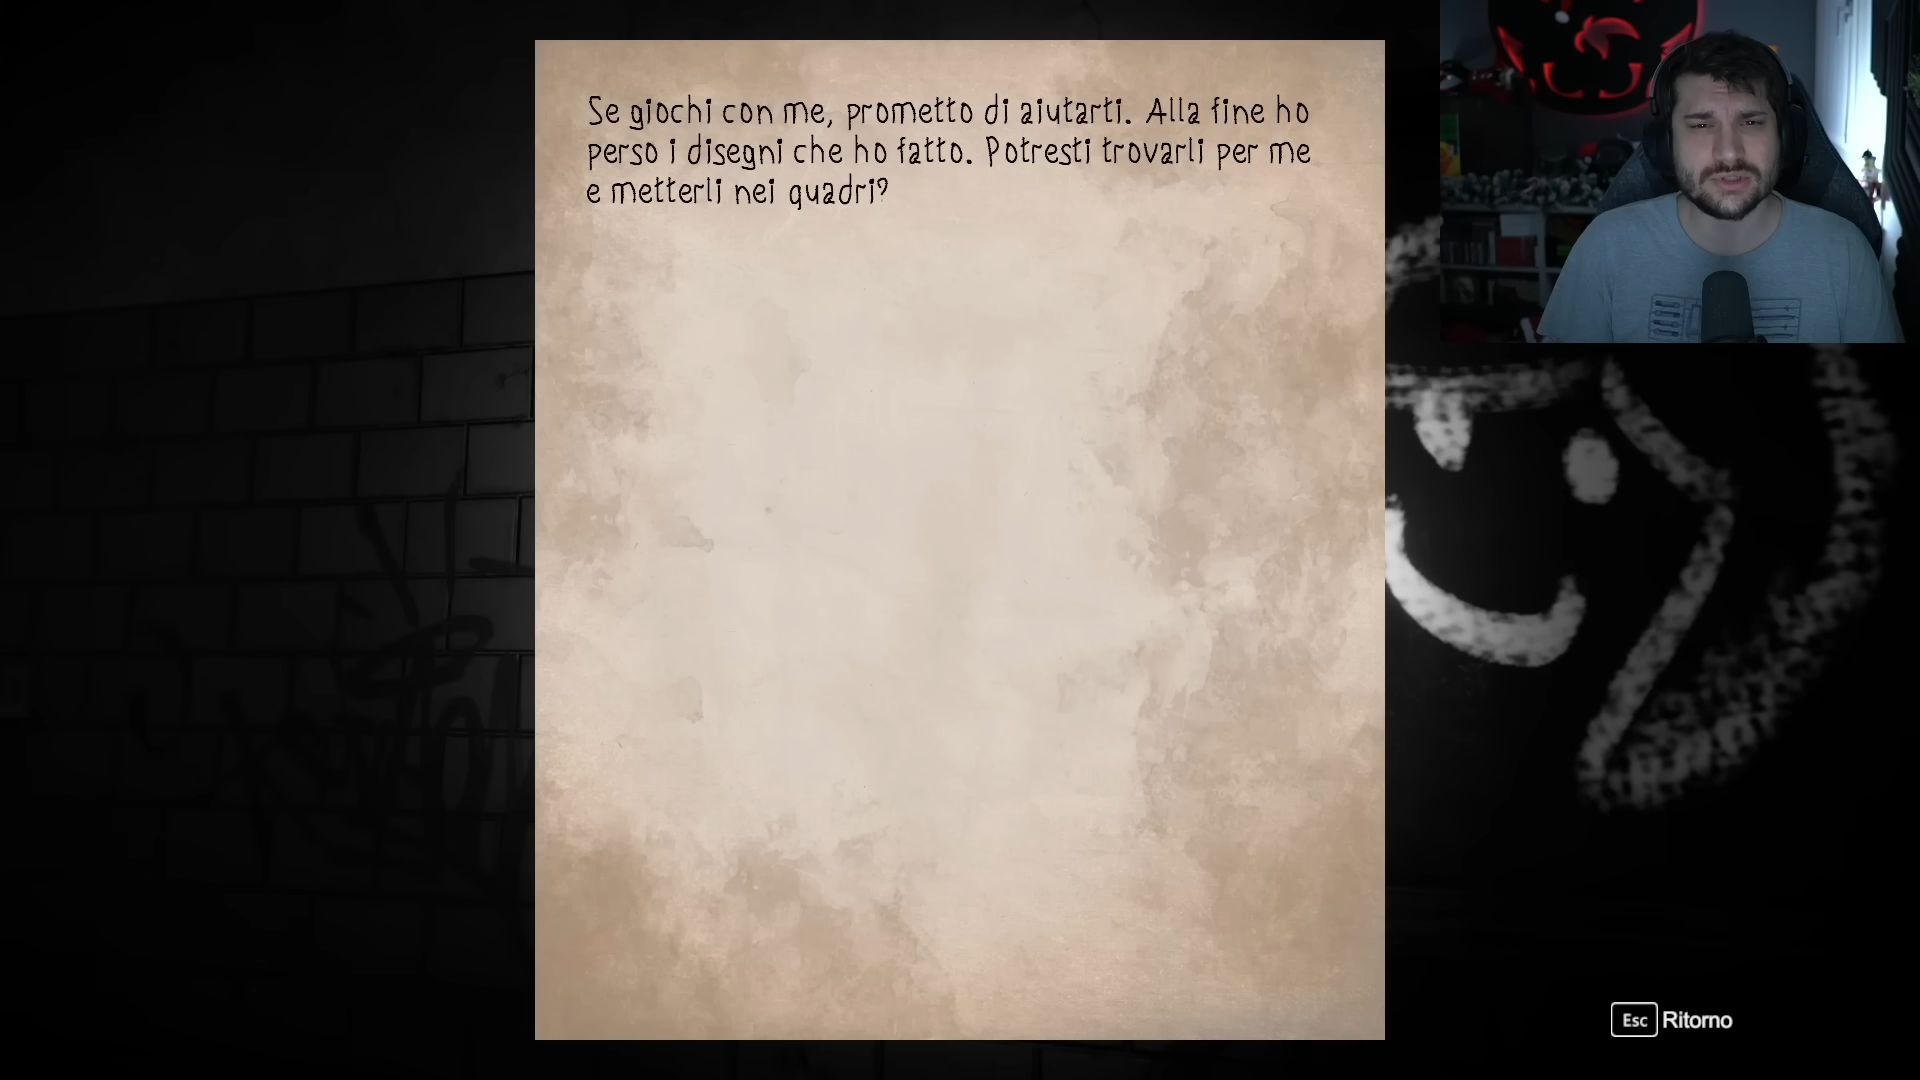 Se giochi con me, prometto di aiutarti. Alla fine ho
perso i disegni che ho fatto. Potresti trovarli per me
e metterli nei quadri?
Esc Ritorno